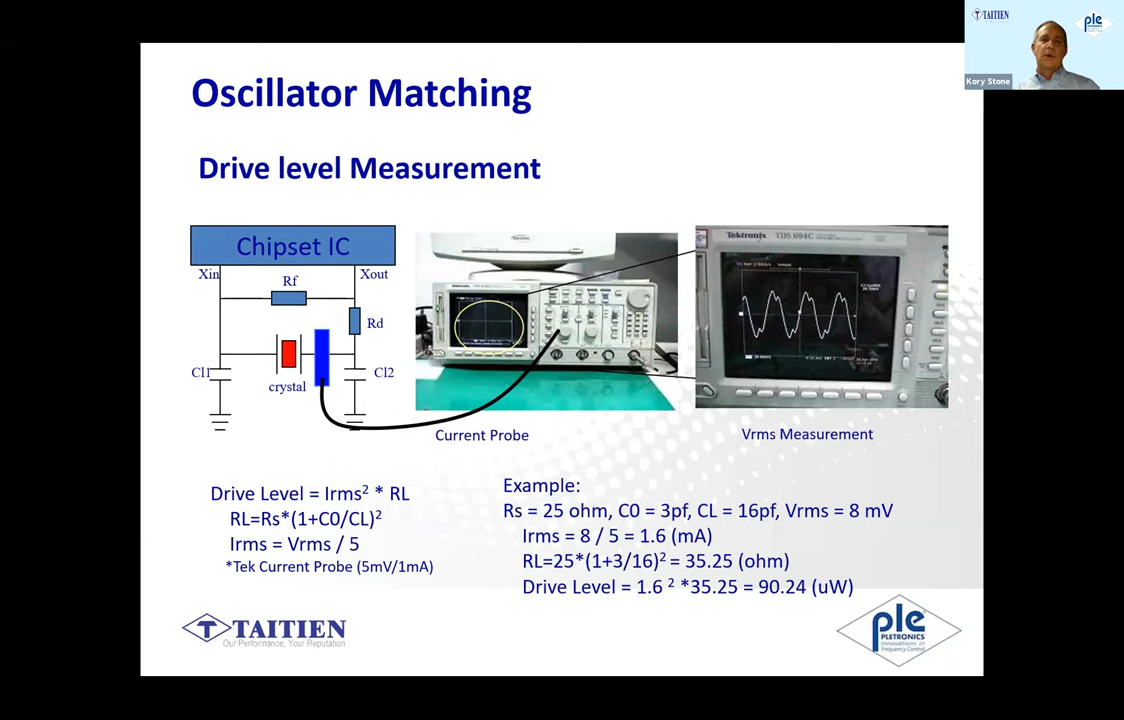 TAITIEN
ple
Kory Stone
Oscillator Matching
Drive level Measurement
Chipset IC
Xin
Rf
Xout
Rd
Cl1
crystal
Cl2
Tektronix
Tektronix TDS 694C
Current Probe
Vrms Measurement
Drive Level = Irms² * RL
RL=Rs*(1+C0/CL)²
Irms = Vrms / 5
*Tek Current Probe (5mV/1mA)
Example:
Rs = 25 ohm, C0 = 3pf, CL = 16pf, Vrms = 8 mV
Irms = 8 / 5 = 1.6 (mA)
RL=25*(1+3/16)² = 35.25 (ohm)
Drive Level = 1.6 ² *35.25 = 90.24 (uW)
T TAITIEN
Our Performance, Your Reputation
ple
PLETRONICS
Innovations in
Frequency Control